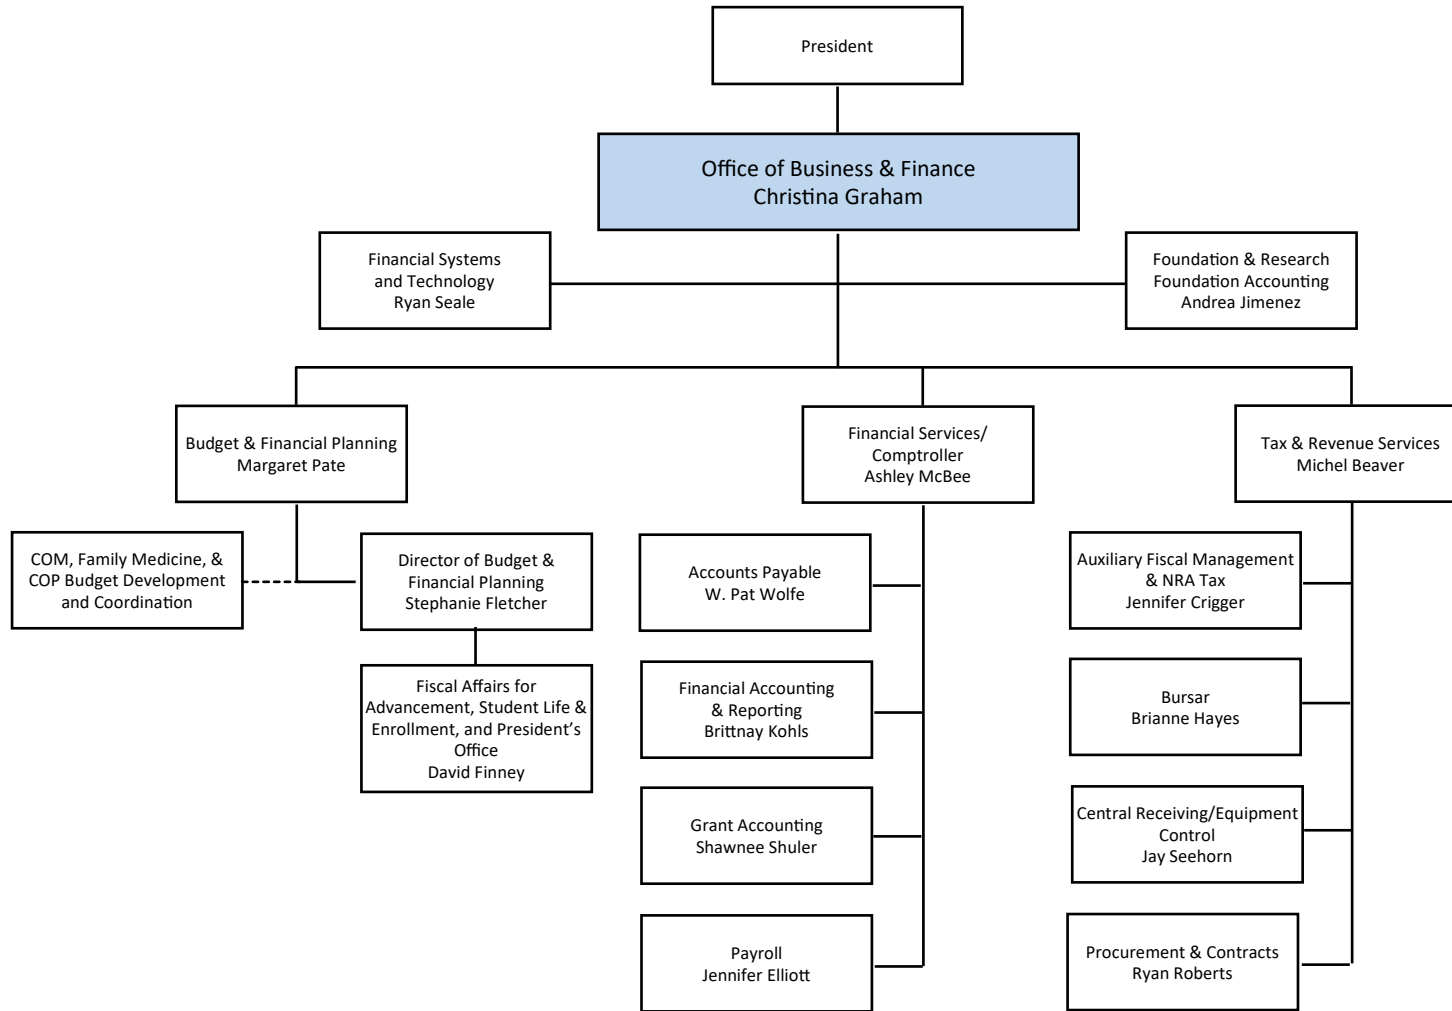 President
Office of Business & Finance
Christina Graham
Financial Systems
and Technology
Ryan Seale
Foundation & Research
Foundation Accounting
Andrea Jimenez
Budget & Financial Planning
Margaret Pate
Financial Services/
Comptroller
Ashley McBee
Tax & Revenue Services
Michel Beaver
COM, Family Medicine, &
COP Budget Development
and Coordination
Director of Budget &
Financial Planning
Stephanie Fletcher
Fiscal Affairs for
Advancement, Student Life &
Enrollment, and President’s
Office
David Finney
Accounts Payable
W. Pat Wolfe
Financial Accounting
& Reporting
Brittnay Kohls
Grant Accounting
Shawnee Shuler
Payroll
Jennifer Elliott
Auxiliary Fiscal Management
& NRA Tax
Jennifer Crigger
Bursar
Brianne Hayes
Central Receiving/Equipment
Control
Jay Seehorn
Procurement & Contracts
Ryan Roberts